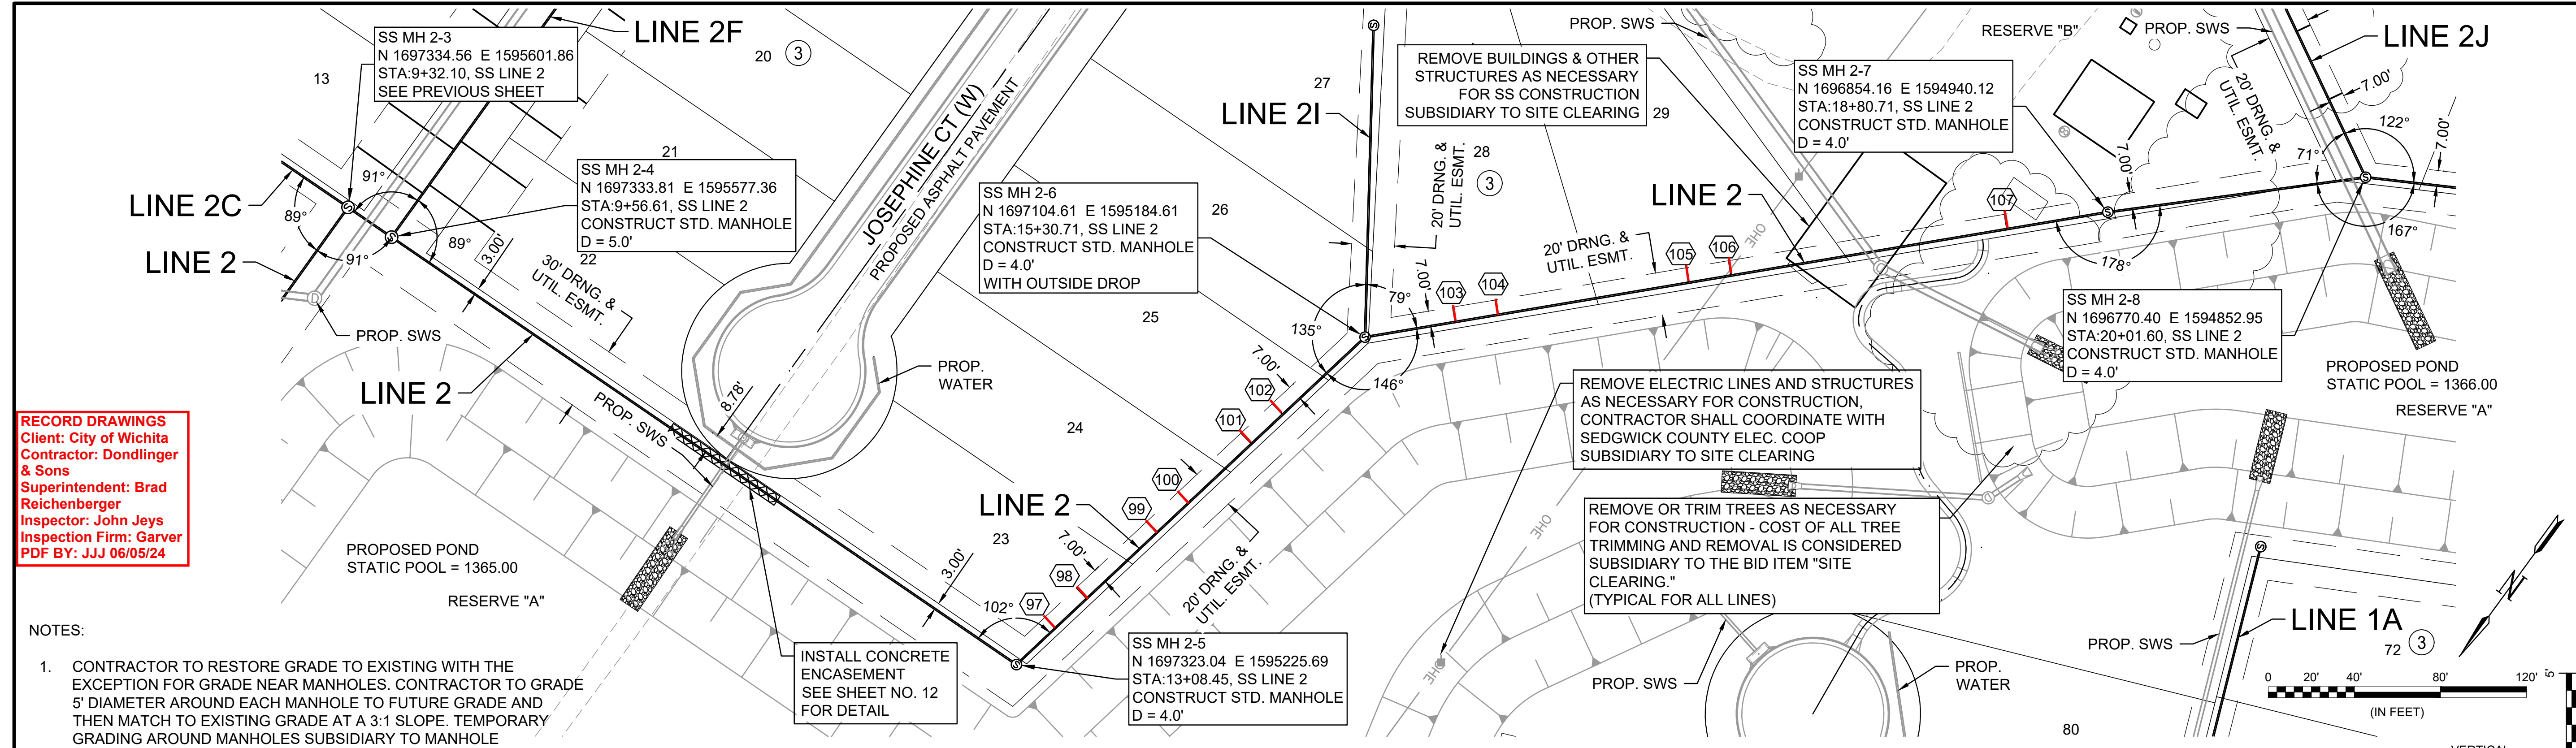 LINE 2F
SS MH 2-3
N 1697334.56 E 1595601.86
STA:9+32.10, SS LINE 2
SEE PREVIOUS SHEET
13
20
3
21
91°
LINE 2C
89°
LINE 2
91°
89°
3.00'
SS MH 2-4
N 1697333.81 E 1595577.36
STA:9+56.61, SS LINE 2
CONSTRUCT STD. MANHOLE
D = 5.0'
22
30' DRNG. &
UTIL. ESMT.
D
PROP. SWS
LINE 2
PROP. SWS
8.78'
JOSEPHINE CT (W)
PROPOSED ASPHALT PAVEMENT
PROP.
WATER
RECORD DRAWINGS
Client: City of Wichita
Contractor: Dondlinger
& Sons
Superintendent: Brad
Reichenberger
Inspector: John Jeys
Inspection Firm: Garver
PDF BY: JJJ 06/05/24
PROPOSED POND
STATIC POOL = 1365.00
RESERVE "A"
NOTES:
1. CONTRACTOR TO RESTORE GRADE TO EXISTING WITH THE
EXCEPTION FOR GRADE NEAR MANHOLES. CONTRACTOR TO GRADE
5' DIAMETER AROUND EACH MANHOLE TO FUTURE GRADE AND
THEN MATCH TO EXISTING GRADE AT A 3:1 SLOPE. TEMPORARY
GRADING AROUND MANHOLES SUBSIDIARY TO MANHOLE
INSTALL CONCRETE
ENCASEMENT
SEE SHEET NO. 12
FOR DETAIL
3.00'
102°
97
98
99
100
101
102
7.00'
7.00'
23
24
25
26
27
28
3
29
LINE 2
20' DRNG. &
UTIL. ESMT.
SS MH 2-5
N 1697323.04 E 1595225.69
STA:13+08.45, SS LINE 2
CONSTRUCT STD. MANHOLE
D = 4.0'
SS MH 2-6
N 1697104.61 E 1595184.61
STA:15+30.71, SS LINE 2
CONSTRUCT STD. MANHOLE
D = 4.0'
WITH OUTSIDE DROP
LINE 2I
20' DRNG. &
UTIL. ESMT.
7.00'
79°
135°
146°
103
104
105
106
107
20' DRNG. &
UTIL. ESMT.
OHE
PROP. SWS
REMOVE BUILDINGS & OTHER
STRUCTURES AS NECESSARY
FOR SS CONSTRUCTION
SUBSIDIARY TO SITE CLEARING
LINE 2
SS MH 2-7
N 1696854.16 E 1594940.12
STA:18+80.71, SS LINE 2
CONSTRUCT STD. MANHOLE
D = 4.0'
RESERVE "B"
PROP. SWS
LINE 2J
20' DRNG. &
UTIL. ESMT.
7.00'
7.00'
7.00'
122°
71°
167°
178°
SS MH 2-8
N 1696770.40 E 1594852.95
STA:20+01.60, SS LINE 2
CONSTRUCT STD. MANHOLE
D = 4.0'
PROPOSED POND
STATIC POOL = 1366.00
RESERVE "A"
REMOVE ELECTRIC LINES AND STRUCTURES
AS NECESSARY FOR CONSTRUCTION,
CONTRACTOR SHALL COORDINATE WITH
SEDGWICK COUNTY ELEC. COOP
SUBSIDIARY TO SITE CLEARING
REMOVE OR TRIM TREES AS NECESSARY
FOR CONSTRUCTION - COST OF ALL TREE
TRIMMING AND REMOVAL IS CONSIDERED
SUBSIDIARY TO THE BID ITEM "SITE
CLEARING."
(TYPICAL FOR ALL LINES)
OHE
OHE
D
PROP. SWS
PROP.
WATER
PROP. SWS
LINE 1A
72
3
80
N
0 20' 40' 80' 120'
(IN FEET)
5'